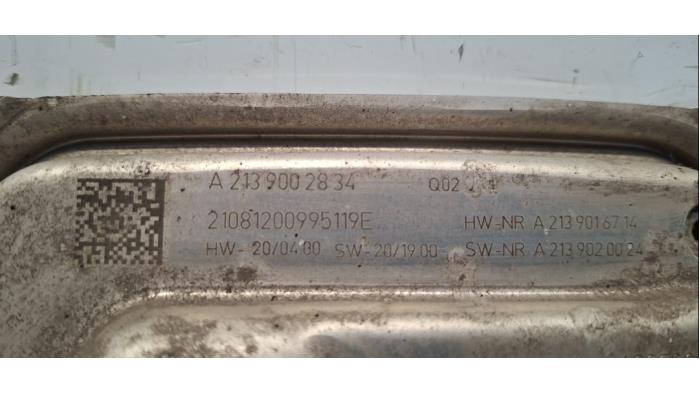 A 213 900 28 34 Q02
21081200995119E HW-NR A 213 901 67 14
HW- 20/04 00 SW-20/19 00 SW-NR A 213 902 00 24